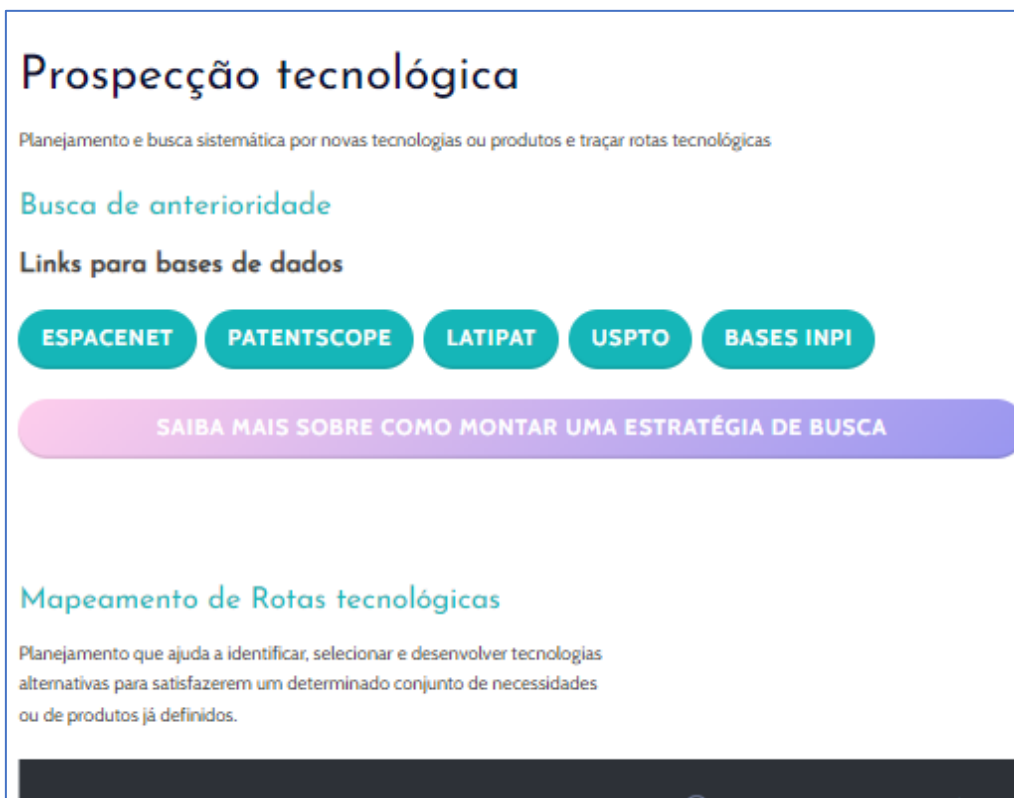 Prospecção tecnológica
Planejamento e busca sistemática por novas tecnologias ou produtos e traçar rotas tecnológicas
Busca de anterioridade
Links para bases de dados
ESPACENET PATENTSCOPE LATIPAT USPTO BASES INPI
SAIBA MAIS SOBRE COMO MONTAR UMA ESTRATÉGIA DE BUSCA
Mapeamento de Rotas tecnológicas
Planejamento que ajuda a identificar, selecionar e desenvolver tecnologias
alternativas para satisfazerem um determinado conjunto de necessidades
ou de produtos já definidos.